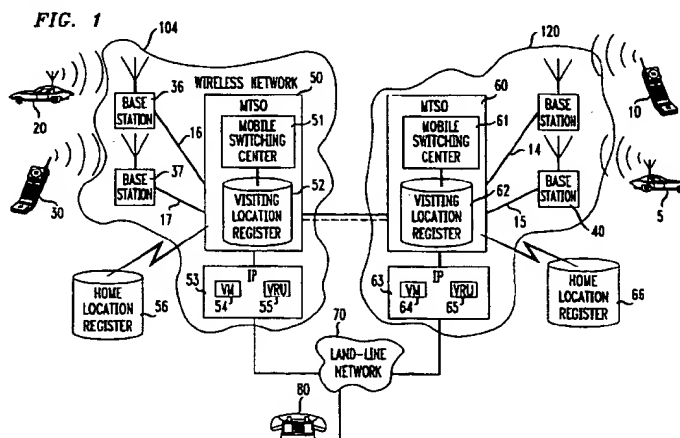 FIG. 1
104
120
WIRELESS NETWORK
50
60
36
MTSO
MTSO
20
BASE
STATION
51
MOBILE
SWITCHING
CENTER
61
MOBILE
SWITCHING
CENTER
BASE
STATION
10
16
14
37
BASE
STATION
52
62
BASE
STATION
30
17
VISITING
LOCATION
REGISTER
VISITING
LOCATION
REGISTER
15
40
5
IP
IP
53
VM
VRU
63
VM
VRU
54
55
64
65
HOME
LOCATION
REGISTER
56
HOME
LOCATION
REGISTER
66
70
LAND-LINE
NETWORK
80